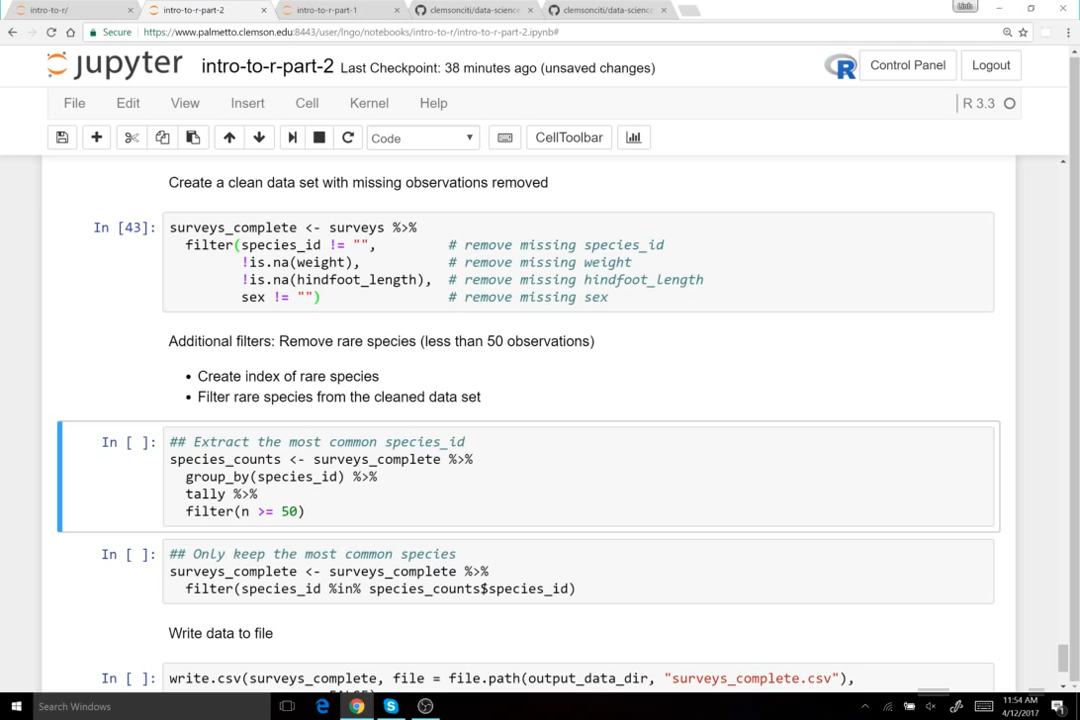 intro-to-r/
intro-to-r-part-2
intro-to-r-part-1
clemsonciti/data-science
clemsonciti/data-science
Linh
Secure
https://www.palmetto.clemson.edu:8443/user/lngo/notebooks/intro-to-r/intro-to-r-part-2.ipynb#
jupyter
intro-to-r-part-2 Last Checkpoint: 38 minutes ago (unsaved changes)
R
Control Panel
Logout
File Edit View Insert Cell Kernel Help
R 3.3
Code
CellToolbar
Create a clean data set with missing observations removed
In [43]: surveys_complete <- surveys %>%
filter(species_id != "", # remove missing species_id
!is.na(weight), # remove missing weight
!is.na(hindfoot_length), # remove missing hindfoot_length
sex != "") # remove missing sex
Additional filters: Remove rare species (less than 50 observations)
• Create index of rare species
• Filter rare species from the cleaned data set
In [ ]: ## Extract the most common species_id
species_counts <- surveys_complete %>%
group_by(species_id) %>%
tally %>%
filter(n >= 50)
In [ ]: ## Only keep the most common species
surveys_complete <- surveys_complete %>%
filter(species_id %in% species_counts$species_id)
Write data to file
In [ ]: write.csv(surveys_complete, file = file.path(output_data_dir, "surveys_complete.csv"),
Search Windows
11:54 AM
4/12/2017